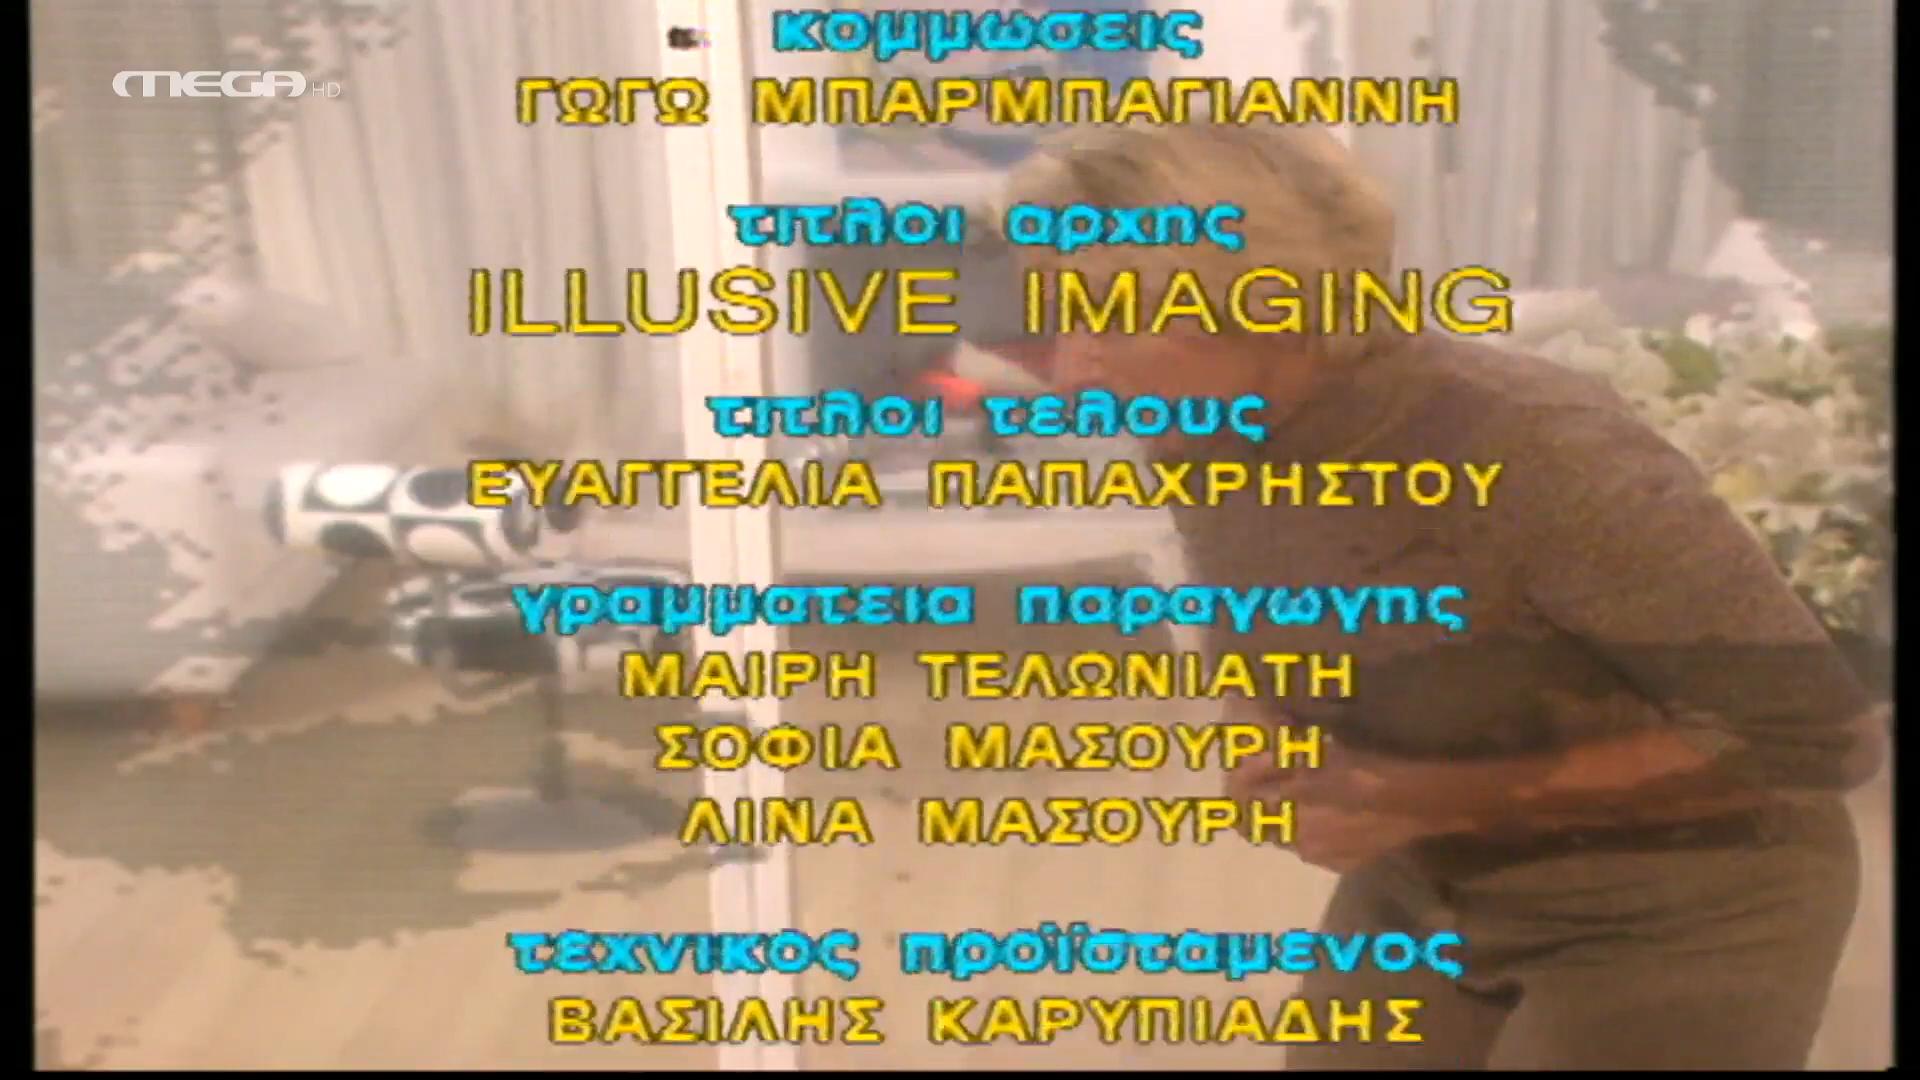 κομμωσεις
MEGA HD
ΓΩΓΩ ΜΠΑΡΜΠΑΓΙΑΝΝΗ
τιτλοι αρχης
ILLUSIVE IMAGING
τιτλοι τελους
ΕΥΑΓΓΕΛΙΑ ΠΑΠΑΧΡΗΣΤΟΥ
γραμματεια παραγωγης
ΜΑΙΡΗ ΤΕΛΩΝΙΑΤΗ
ΣΟΦΙΑ ΜΑΣΟΥΡΗ
ΛΙΝΑ ΜΑΣΟΥΡΗ
τεχνικος προϊσταμενος
ΒΑΣΙΛΗΣ ΚΑΡΥΠΙΑΔΗΣ